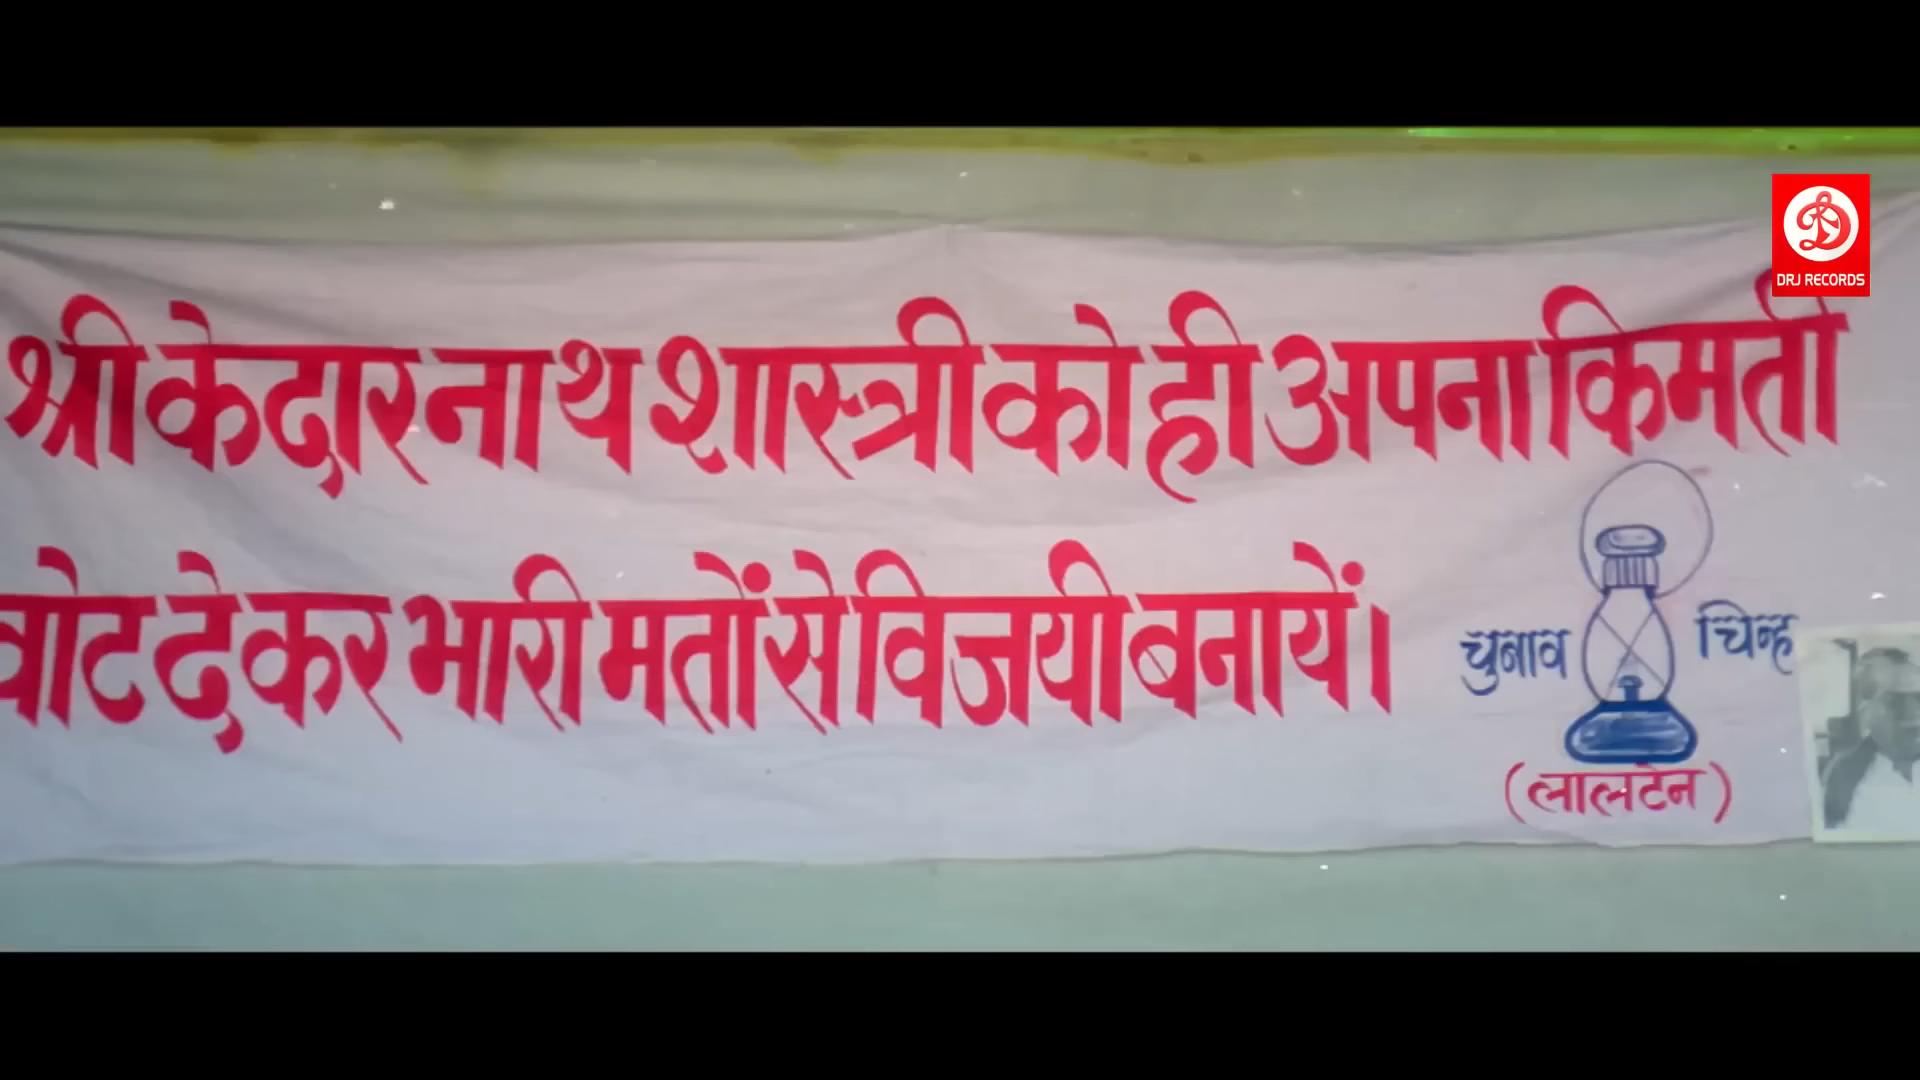 DRJ RECORDS
श्री केदारनाथ शास्त्री को ही अपना किमती
वोट देकर भारी मतों से विजयी बनायें।
चुनाव चिन्ह
(लालटेन)